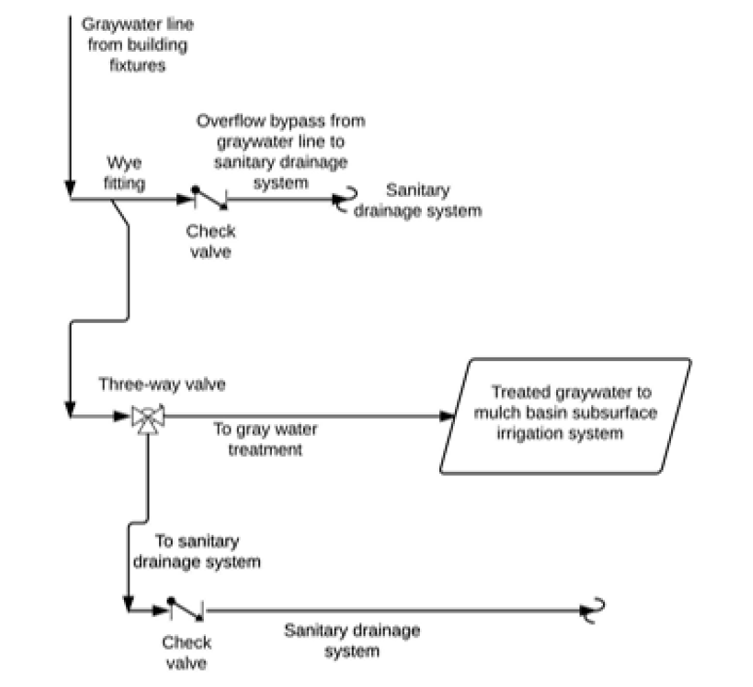 Graywater line
from building
fixtures
Overflow bypass from
graywater line to
sanitary drainage
system
Wye
fitting
Sanitary
drainage system
Check
valve
Three-way valve
To gray water
treatment
Treated graywater to
mulch basin subsurface
irrigation system
To sanitary
drainage system
Check
valve
Sanitary drainage
system